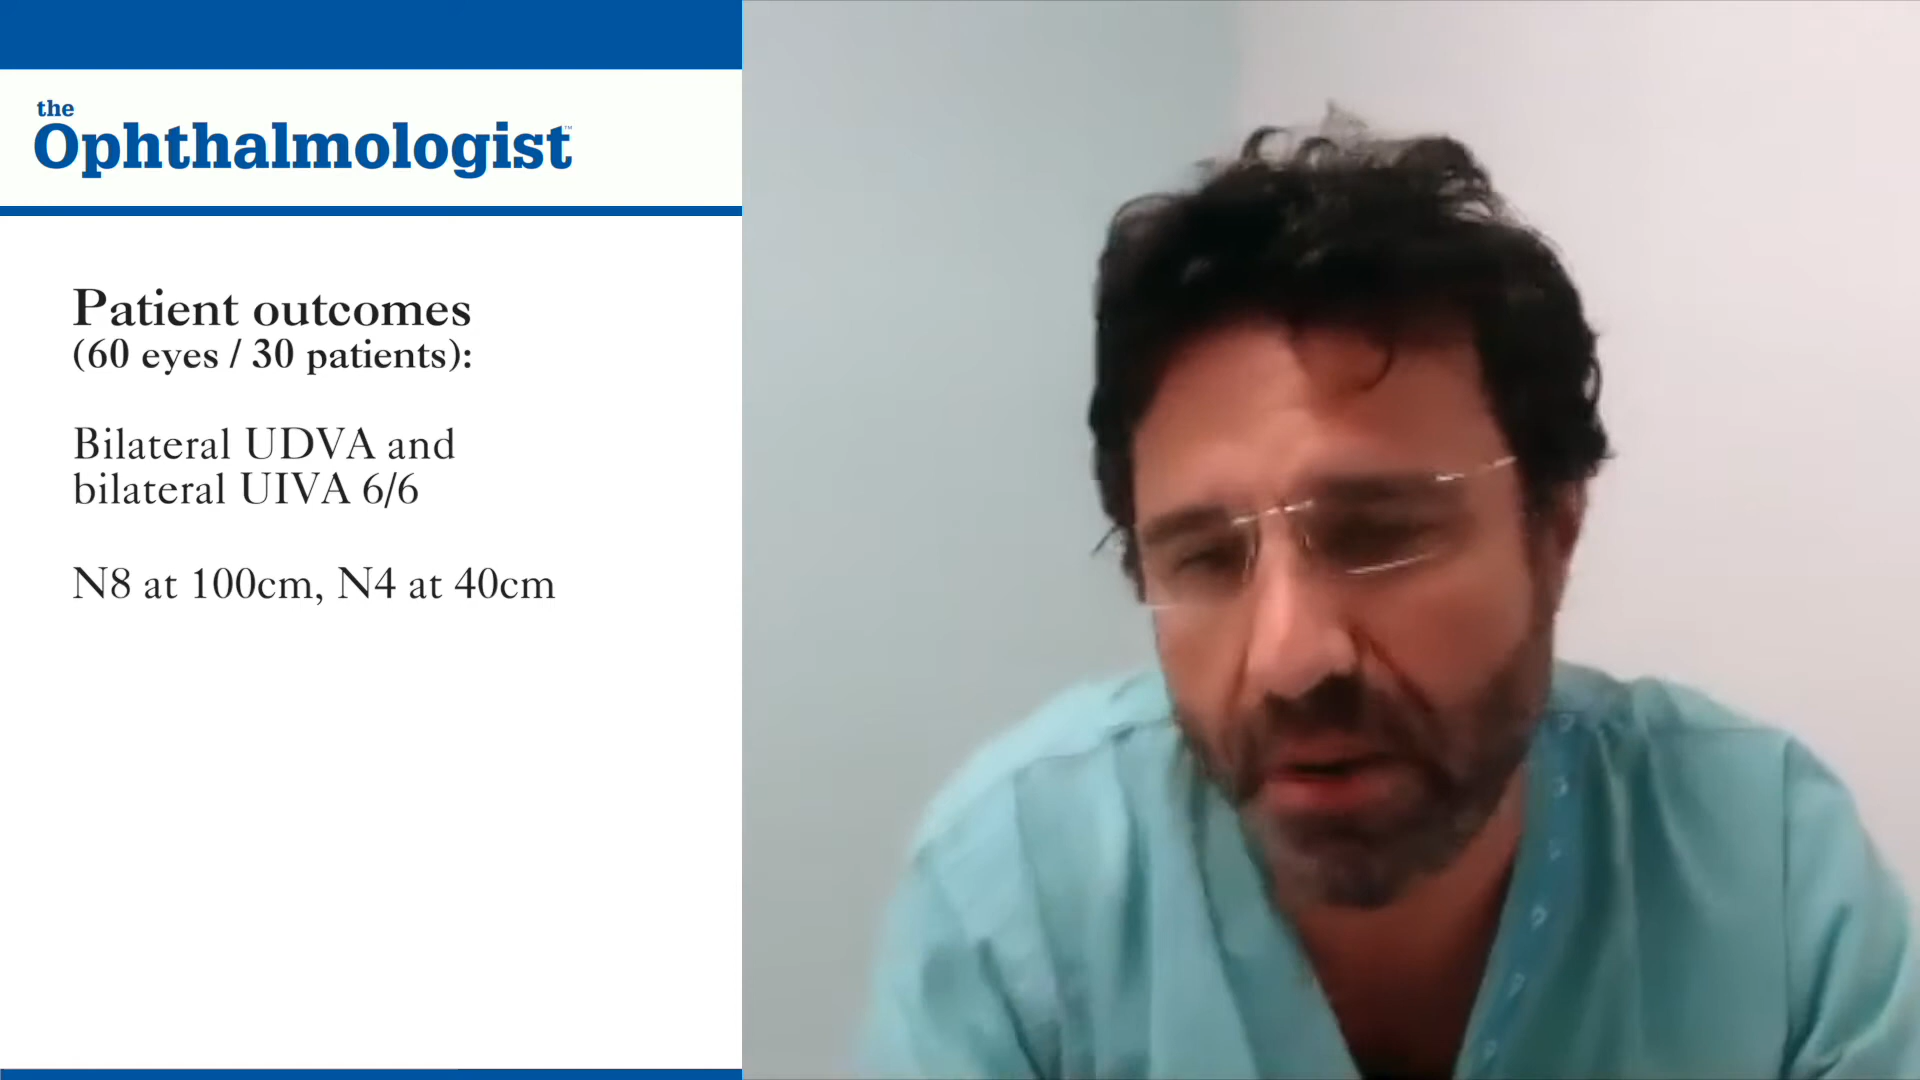 the
Ophthalmologist™
Patient outcomes
(60 eyes / 30 patients):
Bilateral UDVA and
bilateral UIVA 6/6
N8 at 100cm, N4 at 40cm